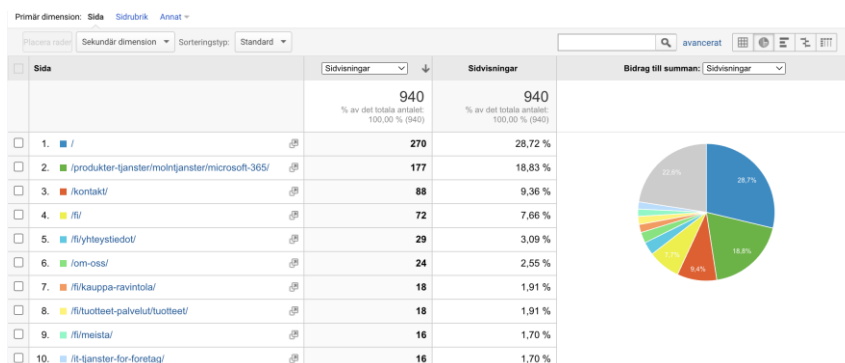 Primär dimension: Sida Sidrubrik Annat
Placera rader Sekundär dimension Sorteringstyp: Standard avancerat
Sida Sidvisningar Sidvisningar Bidrag till summan: Sidvisningar
940 940
% av det totala antalet: % av det totala antalet:
100,00 % (940) 100,00 % (940)
1. / 270 28,72 %
2. /produkter-tjanster/molntjanster/microsoft-365/ 177 18,83 %
3. /kontakt/ 88 9,36 %
4. /fi/ 72 7,66 %
5. /fi/yhteystiedot/ 29 3,09 %
6. /om-oss/ 24 2,55 %
7. /fi/kauppa-ravintola/ 18 1,91 %
8. /fi/tuotteet-palvelut/tuotteet/ 18 1,91 %
9. /fi/meista/ 16 1,70 %
10. /it-tjanster-for-foretag/ 16 1,70 %
22,6%
28,7%
7,7%
18,8%
9,4%